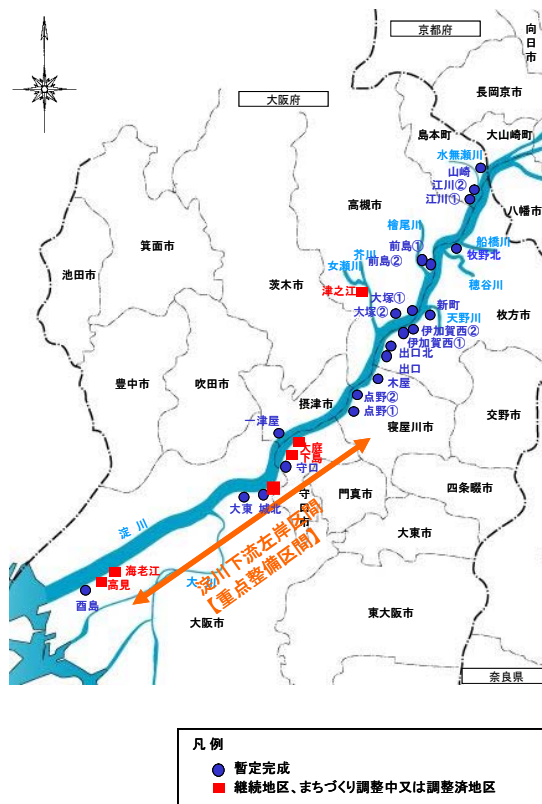 京都府
向日市
大阪府
長岡京市
島本町
大山崎町
水無瀬川
山崎
江川②
江川①
高槻市
八幡市
檜尾川
船橋川
前島①
牧野北
芥川
前島②
女瀬川
箕面市
茨木市
穂谷川
池田市
津之江
大塚①
新町
天野川
枚方市
大塚②
伊加賀西②
伊加賀西①
出口北
出口
豊中市
吹田市
木屋
摂津市
点野②
点野①
交野市
一津屋
寝屋川市
大庭
下島
守口
四条畷市
門真市
守口市
大東
城北
淀川
大東市
淀川下流左岸区間
【重点整備区間】
海老江
高見
酉島
大阪市
東大阪市
奈良県
凡 例
暫定完成
継続地区、まちづくり調整中又は調整済地区